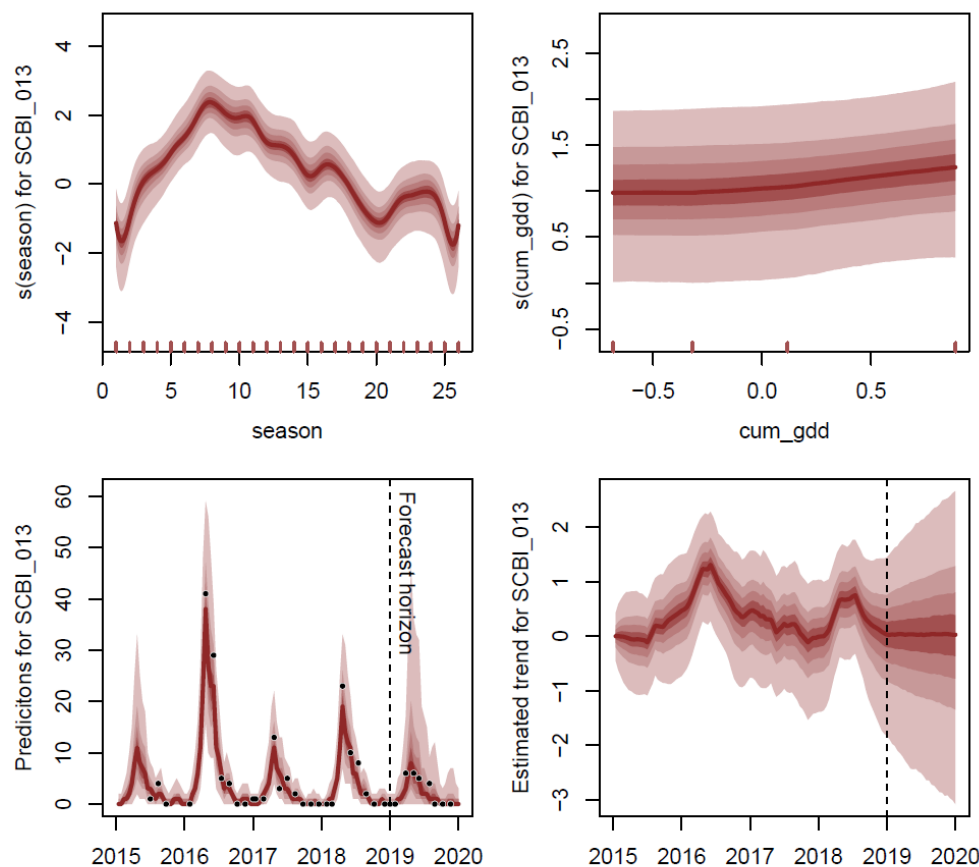 s(season) for SCBI_013
4
2
0
−2
−4
0 5 10 15 20 25
season
s(cum_gdd) for SCBI_013
2.5
1.5
0.5
−0.5
−0.5 0.0 0.5
cum_gdd
Predicitons for SCBI_013
60
50
40
30
20
10
0
Forecast horizon
2015 2016 2017 2018 2019 2020
Estimated trend for SCBI_013
2
1
0
−1
−2
−3
2015 2016 2017 2018 2019 2020